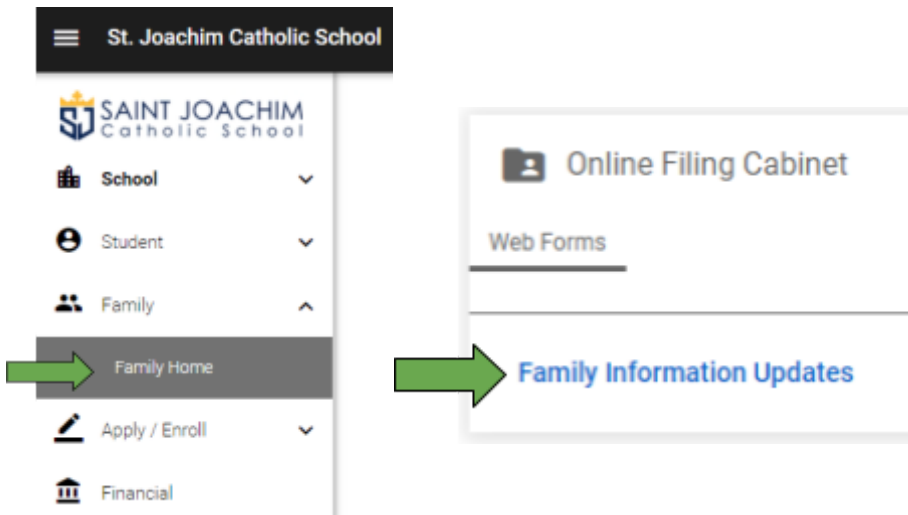 St. Joachim Catholic School
SAINT JOACHIM
Catholic School
SJ
School
Student
Family
Family Home
Apply / Enroll
Financial
Online Filing Cabinet
Web Forms
Family Information Updates